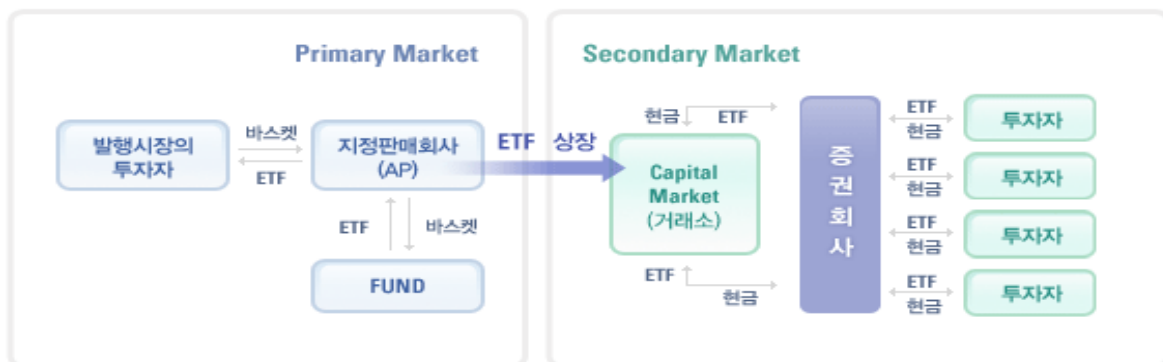 Primary Market
발행시장의
투자자
바스켓
ETF
지정판매회사
(AP)
ETF
바스켓
FUND
ETF 상장
Secondary Market
현금
ETF
Capital
Market
(거래소)
ETF
현금
증
권
회
사
ETF
현금
투자자
ETF
현금
투자자
ETF
현금
투자자
ETF
현금
투자자